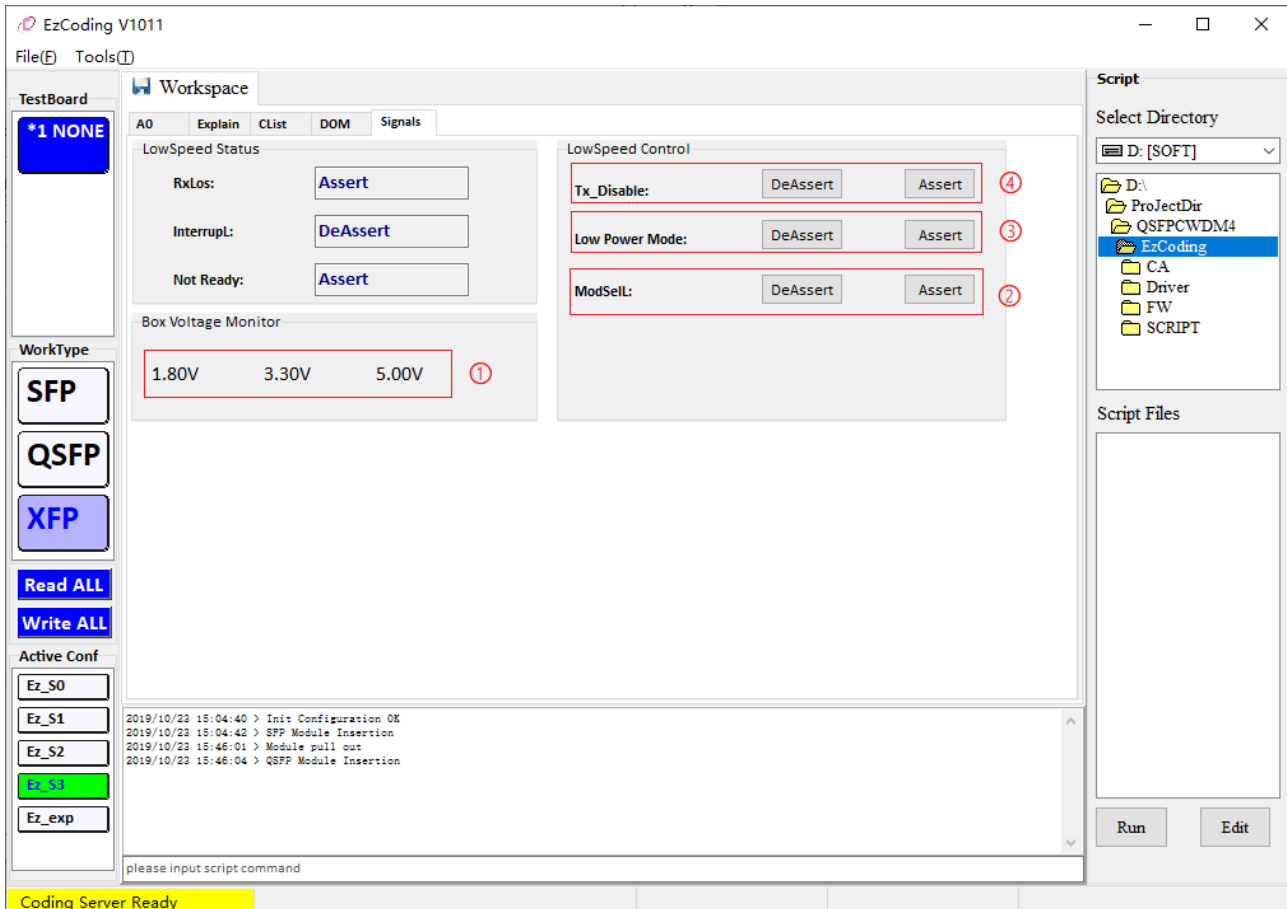 EzCoding V1011
File(F) Tools(T)
TestBoard
*1 NONE
WorkType
SFP
QSFP
XFP
Read ALL
Write ALL
Active Conf
Ez_S0
Ez_S1
Ez_S2
Ez_S3
Ez_exp
Workspace
A0 Explain CList DOM Signals
LowSpeed Status
RxLos: Assert
InterrupL: DeAssert
Not Ready: Assert
Box Voltage Monitor
1.80V 3.30V 5.00V ①
LowSpeed Control
Tx_Disable: DeAssert Assert ④
Low Power Mode: DeAssert Assert ③
ModSelL: DeAssert Assert ②
2019/10/23 15:04:40 > Init Configuration OK
2019/10/23 15:04:42 > SFP Module Insertion
2019/10/23 15:46:01 > Module pull out
2019/10/23 15:46:04 > QSFP Module Insertion
please input script command
Script
Select Directory
D: [SOFT]
D:\
ProJectDir
QSFPCWDM4
EzCoding
CA
Driver
FW
SCRIPT
Script Files
Run Edit
Coding Server Ready